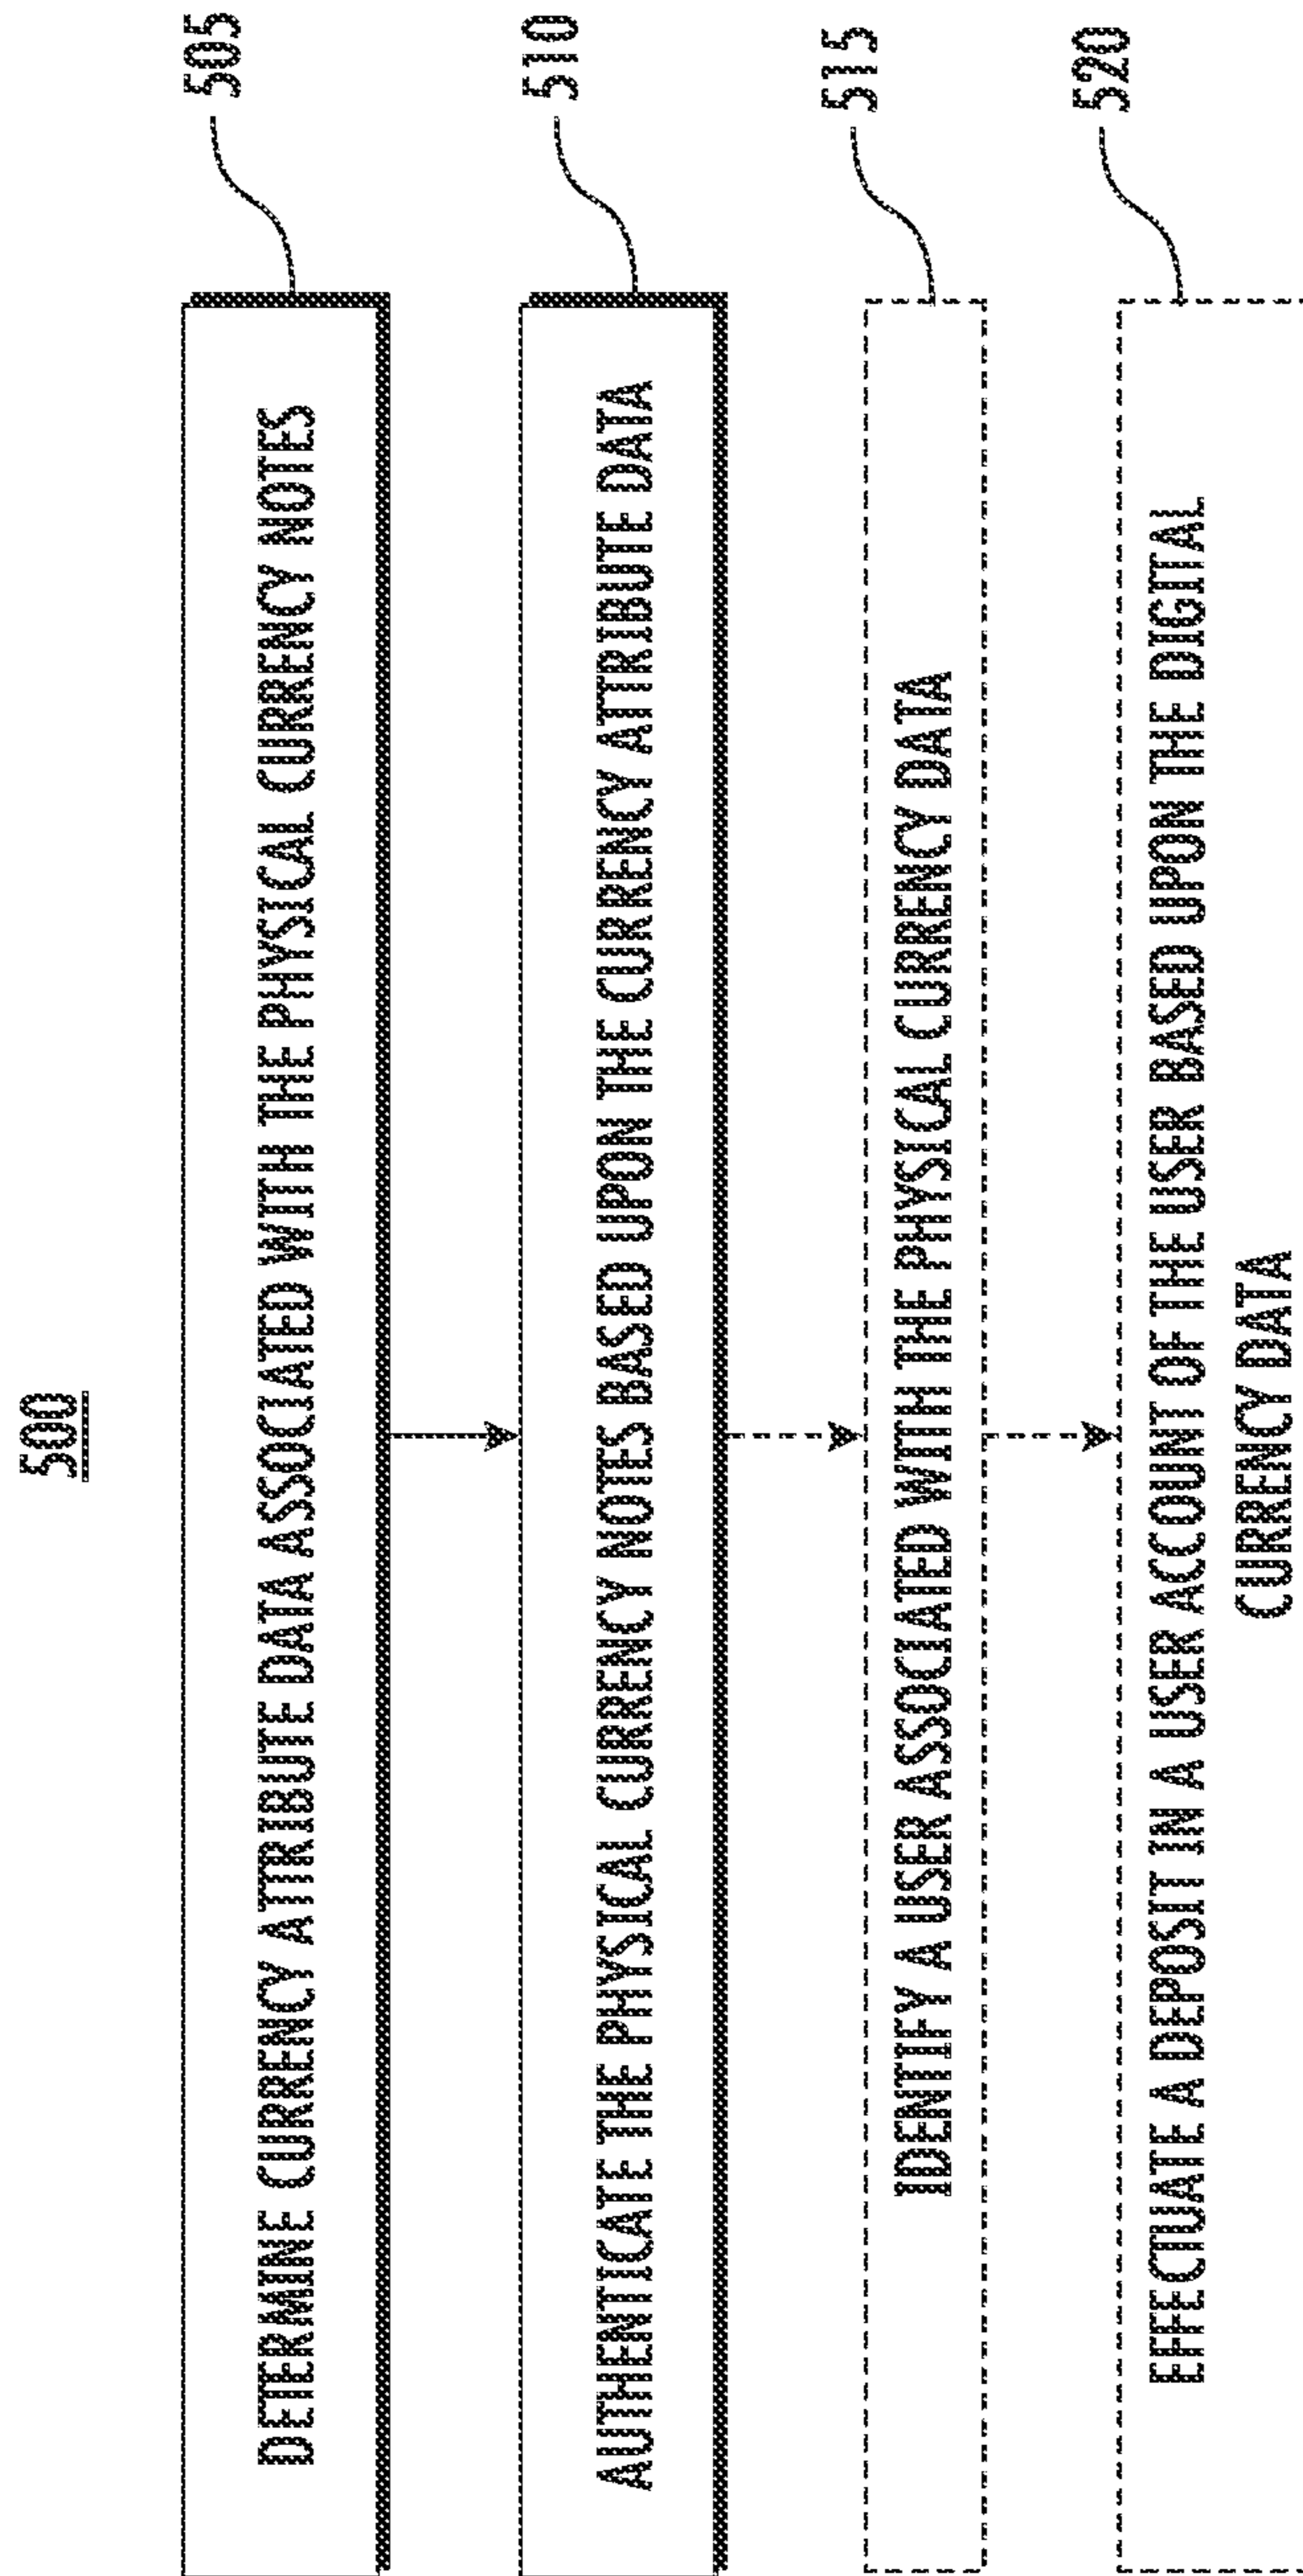 500
DETERMINE CURRENCY ATTRIBUTE DATA ASSOCIATED WITH THE PHYSICAL CURRENCY NOTES
505
AUTHENTICATE THE PHYSICAL CURRENCY NOTES BASED UPON THE CURRENCY ATTRIBUTE DATA
510
IDENTIFY A USER ASSOCIATED WITH THE PHYSICAL CURRENCY DATA
515
EFFECTUATE A DEPOSIT IN A USER ACCOUNT OF THE USER BASED UPON THE DIGITAL
CURRENCY DATA
520